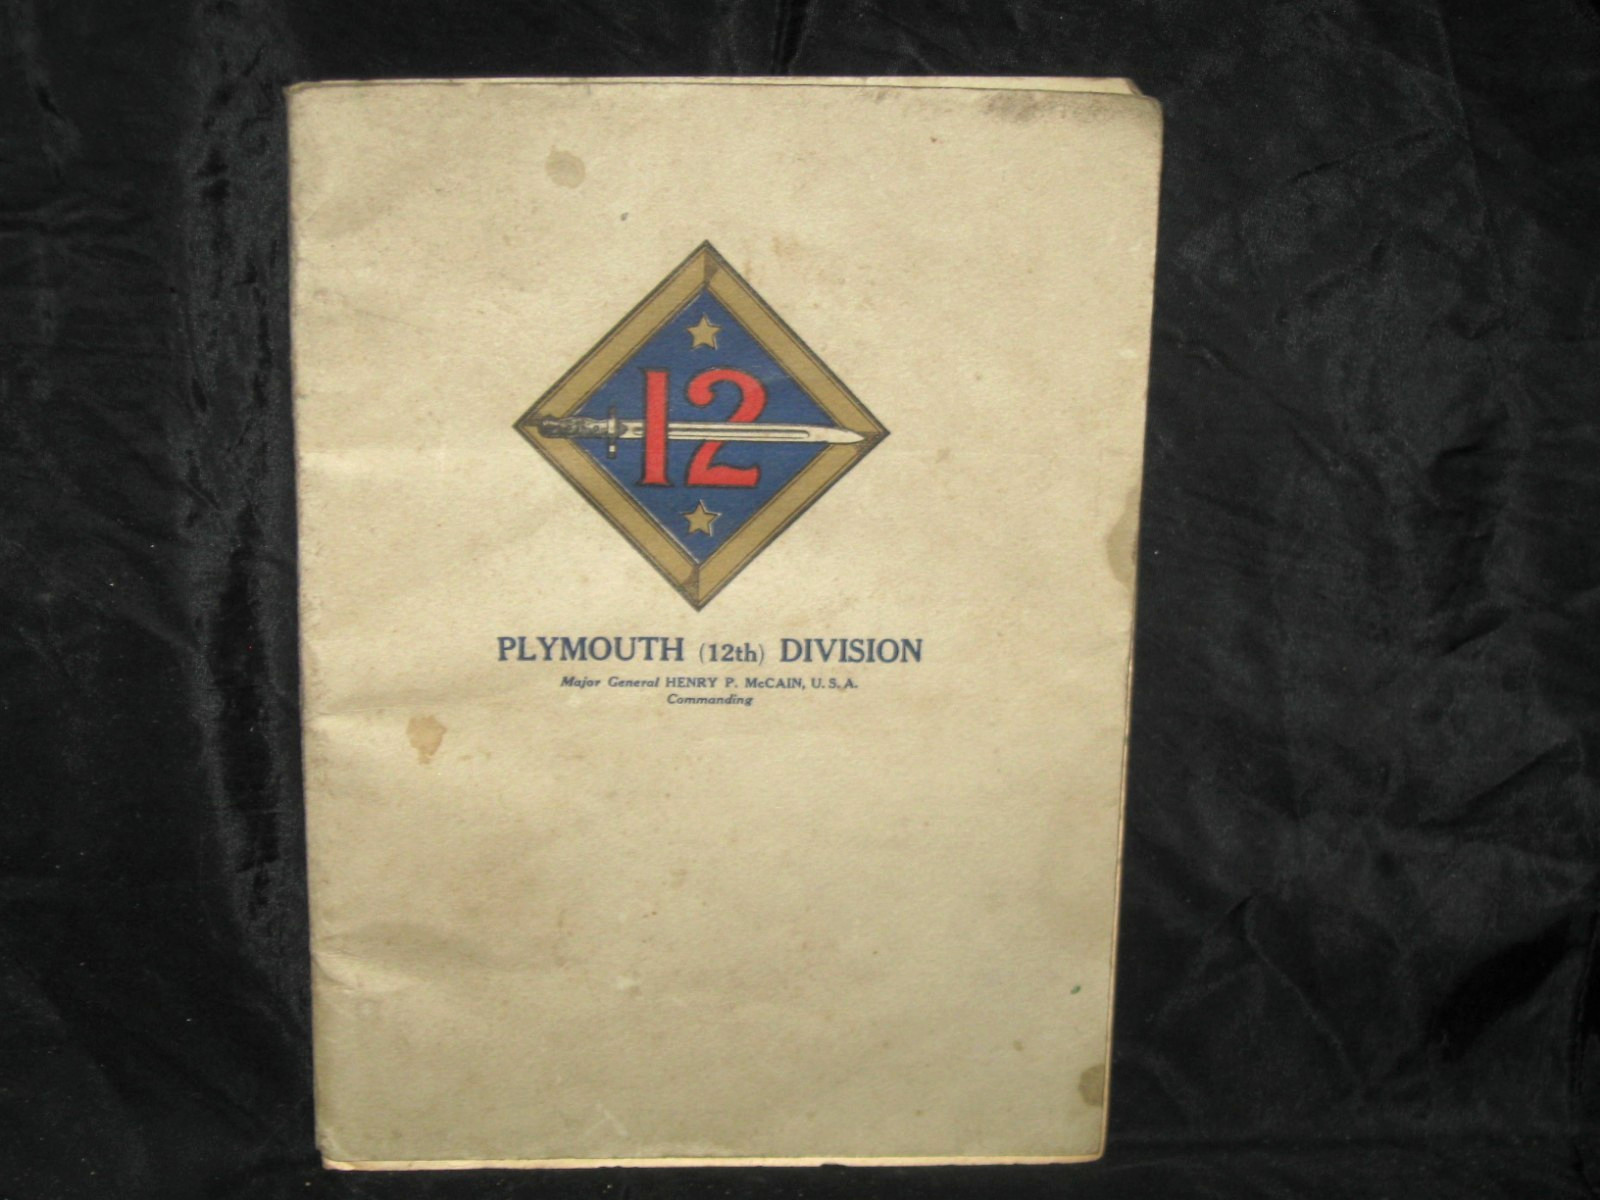 12
PLYMOUTH (12th) DIVISION
Major General HENRY P. McCAIN, U. S. A.
Commanding